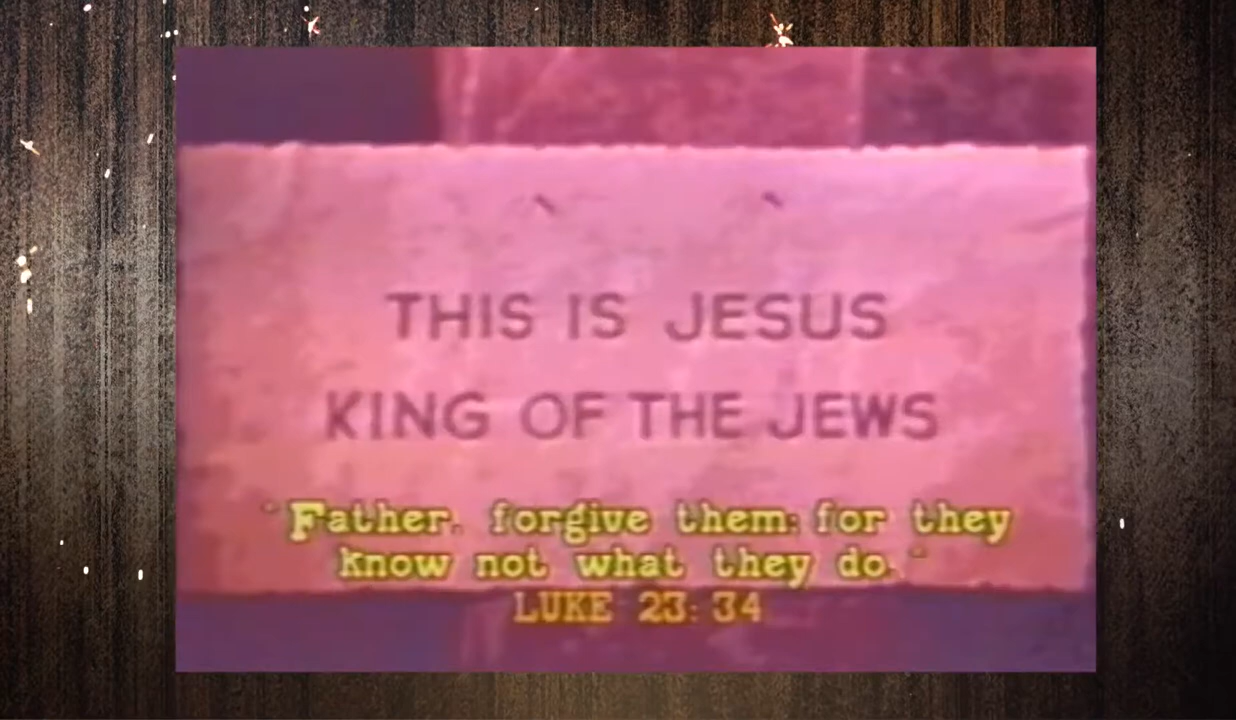 THIS IS JESUS
KING OF THE JEWS
"Father, forgive them: for they
know not what they do."
LUKE 23:34